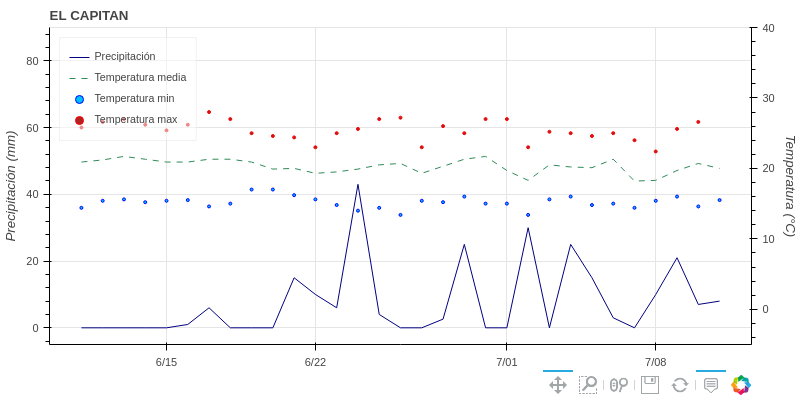 EL CAPITAN
Precipitación
Temperatura media
Temperatura min
Temperatura max
Precipitación (mm)
80
60
40
20
0
Temperatura (°C)
40
30
20
10
0
6/15
6/22
7/01
7/08